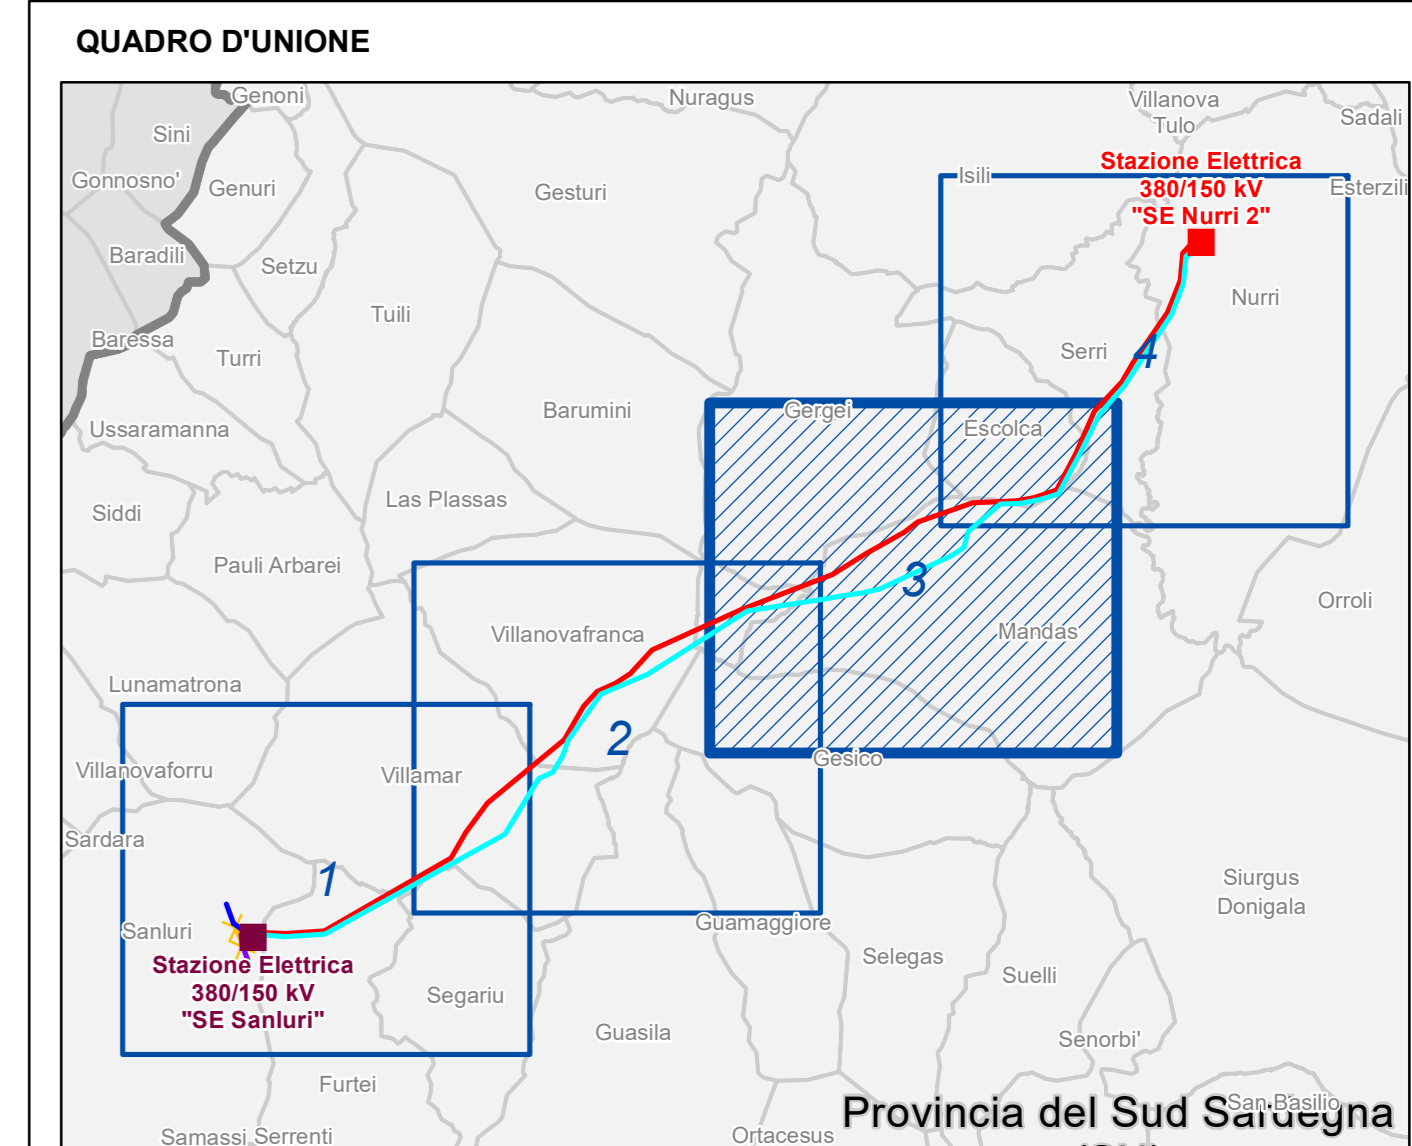 QUADRO D'UNIONE
Genoni
Nuragus
Villanova
Tulo
Sadali
Sini
Stazione Elettrica
380/150 kV
"SE Nurri 2"
Isili
Esterzili
Gonnosno'
Genuri
Gesturi
Baradili
Setzu
Nurri
Tuili
Baressa
Turri
Serri
4
Barumini
Gergei
Escolca
Ussaramanna
Las Plassas
Siddi
Pauli Arbarei
3
Orroli
Villanovafranca
Mandas
Lunamatrona
2
Gesico
Villanovaforru
Villamar
Sardara
1
Siurgus
Donigala
Sanluri
Guamaggiore
Selegas
Stazione Elettrica
380/150 kV
"SE Sanluri"
Suelli
Segariu
Guasila
Senorbi'
Furtei
San Basilio
Provincia del Sud Sardegna
Samassi
Serrenti
Ortacesus